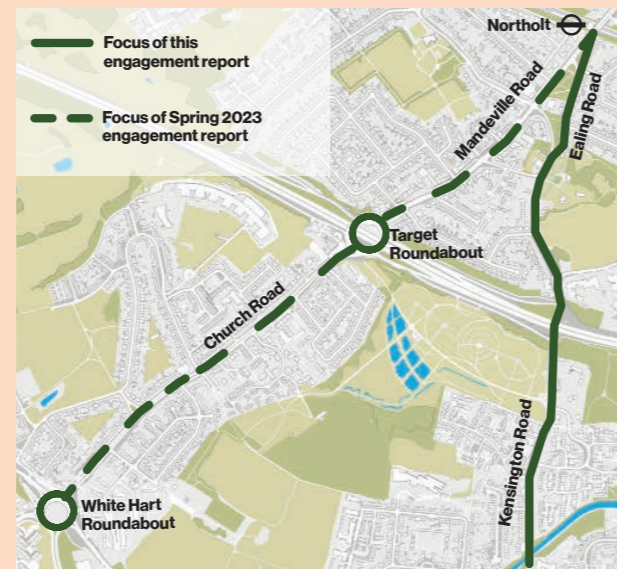 Focus of this
engagement report
Focus of Spring 2023
engagement report
Northolt
Mandeville Road
Ealing Road
Target
Roundabout
Church Road
Kensington Road
White Hart
Roundabout